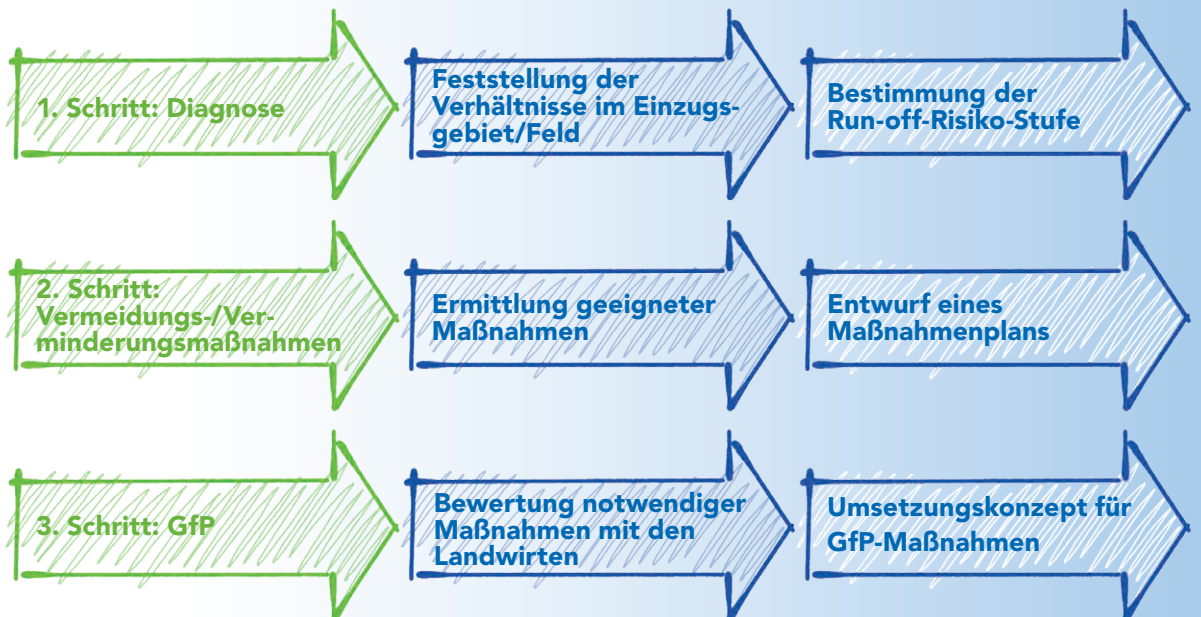 1. Schritt: Diagnose
Feststellung der
Verhältnisse im Einzugs-
gebiet/Feld
Bestimmung der
Run-off-Risiko-Stufe
2. Schritt:
Vermeidungs-/Ver-
minderungsmaßnahmen
Ermittlung geeigneter
Maßnahmen
Entwurf eines
Maßnahmenplans
3. Schritt: GfP
Bewertung notwendiger
Maßnahmen mit den
Landwirten
Umsetzungskonzept für
GfP-Maßnahmen